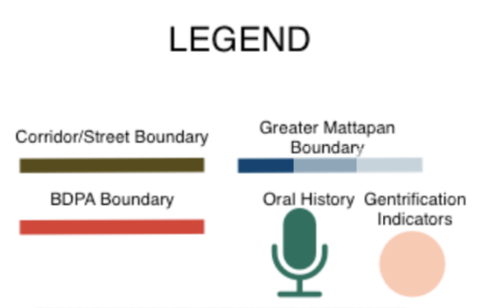 LEGEND
Corridor/Street Boundary
Greater Mattapan
Boundary
BDPA Boundary
Oral History
Gentrification
Indicators